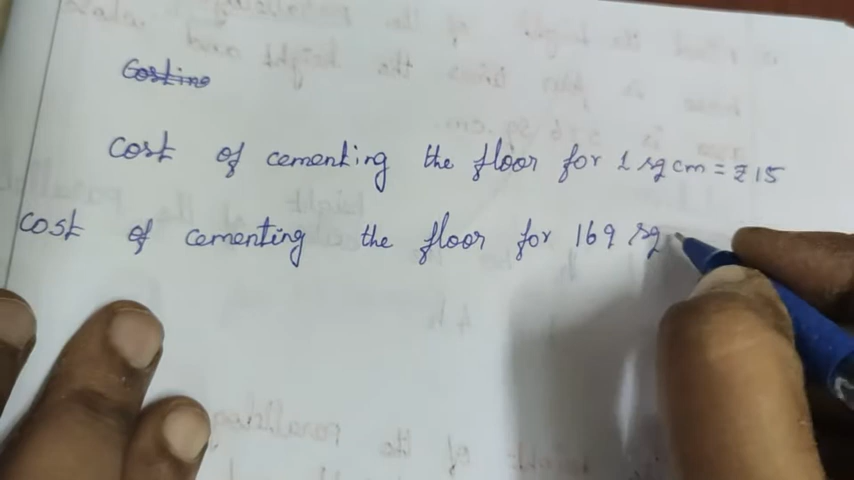 Costing
Cost of cementing the floor for 1 sq cm = ₹ 15
Cost of cementing the floor for 169 sq